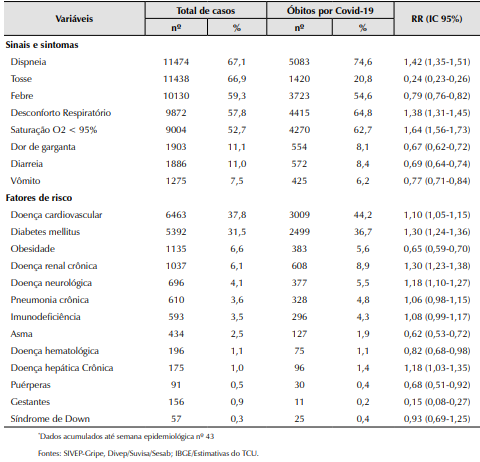 Variáveis Total de casos Óbitos por Covid-19 RR (IC 95%)
nº % nº %
Sinais e sintomas
Dispneia 11474 67,1 5083 74,6 1,42 (1,35-1,51)
Tosse 11438 66,9 1420 20,8 0,24 (0,23-0,26)
Febre 10130 59,3 3723 54,6 0,79 (0,76-0,82)
Desconforto Respiratório 9872 57,8 4415 64,8 1,38 (1,31-1,45)
Saturação O2 < 95% 9004 52,7 4270 62,7 1,64 (1,56-1,73)
Dor de garganta 1903 11,1 554 8,1 0,67 (0,62-0,72)
Diarreia 1886 11,0 572 8,4 0,69 (0,64-0,74)
Vômito 1275 7,5 425 6,2 0,77 (0,71-0,84)
Fatores de risco
Doença cardiovascular 6463 37,8 3009 44,2 1,10 (1,05-1,15)
Diabetes mellitus 5392 31,5 2499 36,7 1,30 (1,24-1,36)
Obesidade 1135 6,6 383 5,6 0,65 (0,59-0,70)
Doença renal crônica 1037 6,1 608 8,9 1,30 (1,23-1,38)
Doença neurológica 696 4,1 377 5,5 1,18 (1,10-1,27)
Pneumonia crônica 610 3,6 328 4,8 1,06 (0,98-1,15)
Imunodeficiência 593 3,5 296 4,3 1,08 (0,99-1,17)
Asma 434 2,5 127 1,9 0,62 (0,53-0,72)
Doença hematológica 196 1,1 75 1,1 0,82 (0,68-0,98)
Doença hepática Crônica 175 1,0 96 1,4 1,18 (1,03-1,35)
Puérperas 91 0,5 30 0,4 0,68 (0,51-0,92)
Gestantes 156 0,9 11 0,2 0,15 (0,08-0,27)
Síndrome de Down 57 0,3 25 0,4 0,93 (0,69-1,25)
*Dados acumulados até semana epidemiológica nº 43
Fontes: SIVEP-Gripe, Divep/Suvisa/Sesab; IBGE/Estimativas do TCU.